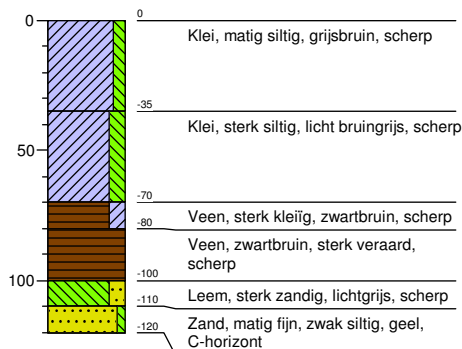 0
0
Klei, matig siltig, grijsbruin, scherp
-35
Klei, sterk siltig, licht bruingrijs, scherp
50
-70
Veen, sterk kleiïg, zwartbruin, scherp
-80
Veen, zwartbruin, sterk veraard,
scherp
100
-100
Leem, sterk zandig, lichtgrijs, scherp
-110
Zand, matig fijn, zwak siltig, geel,
C-horizont
-120